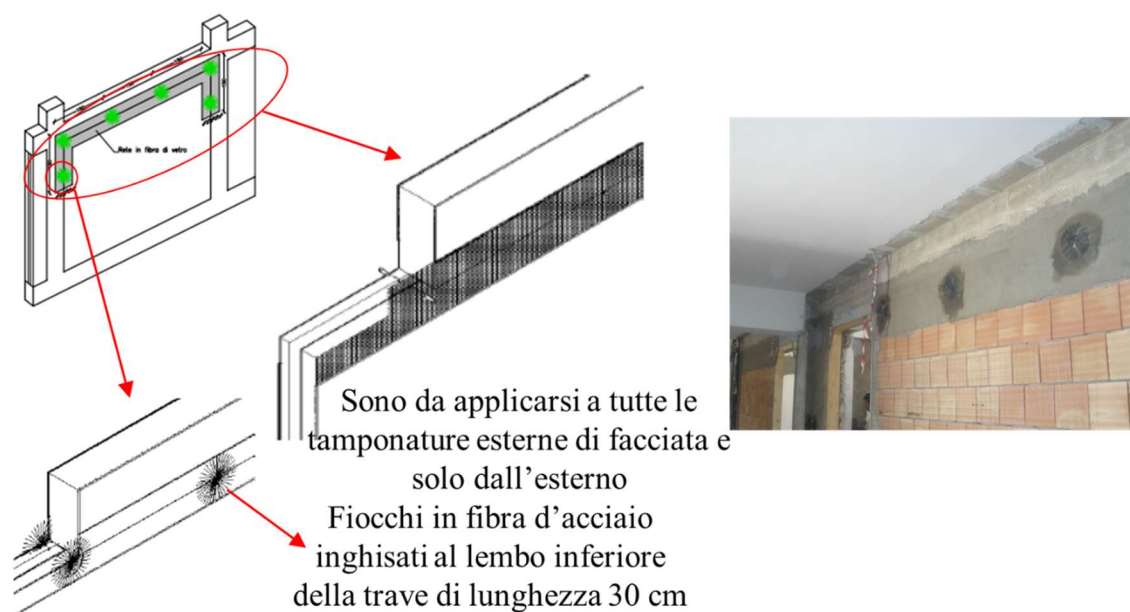 Rete in fibra di vetro
Sono da applicarsi a tutte le
tamponature esterne di facciata e
solo dall'esterno
Fiocchi in fibra d'acciaio
inghisati al lembo inferiore
della trave di lunghezza 30 cm